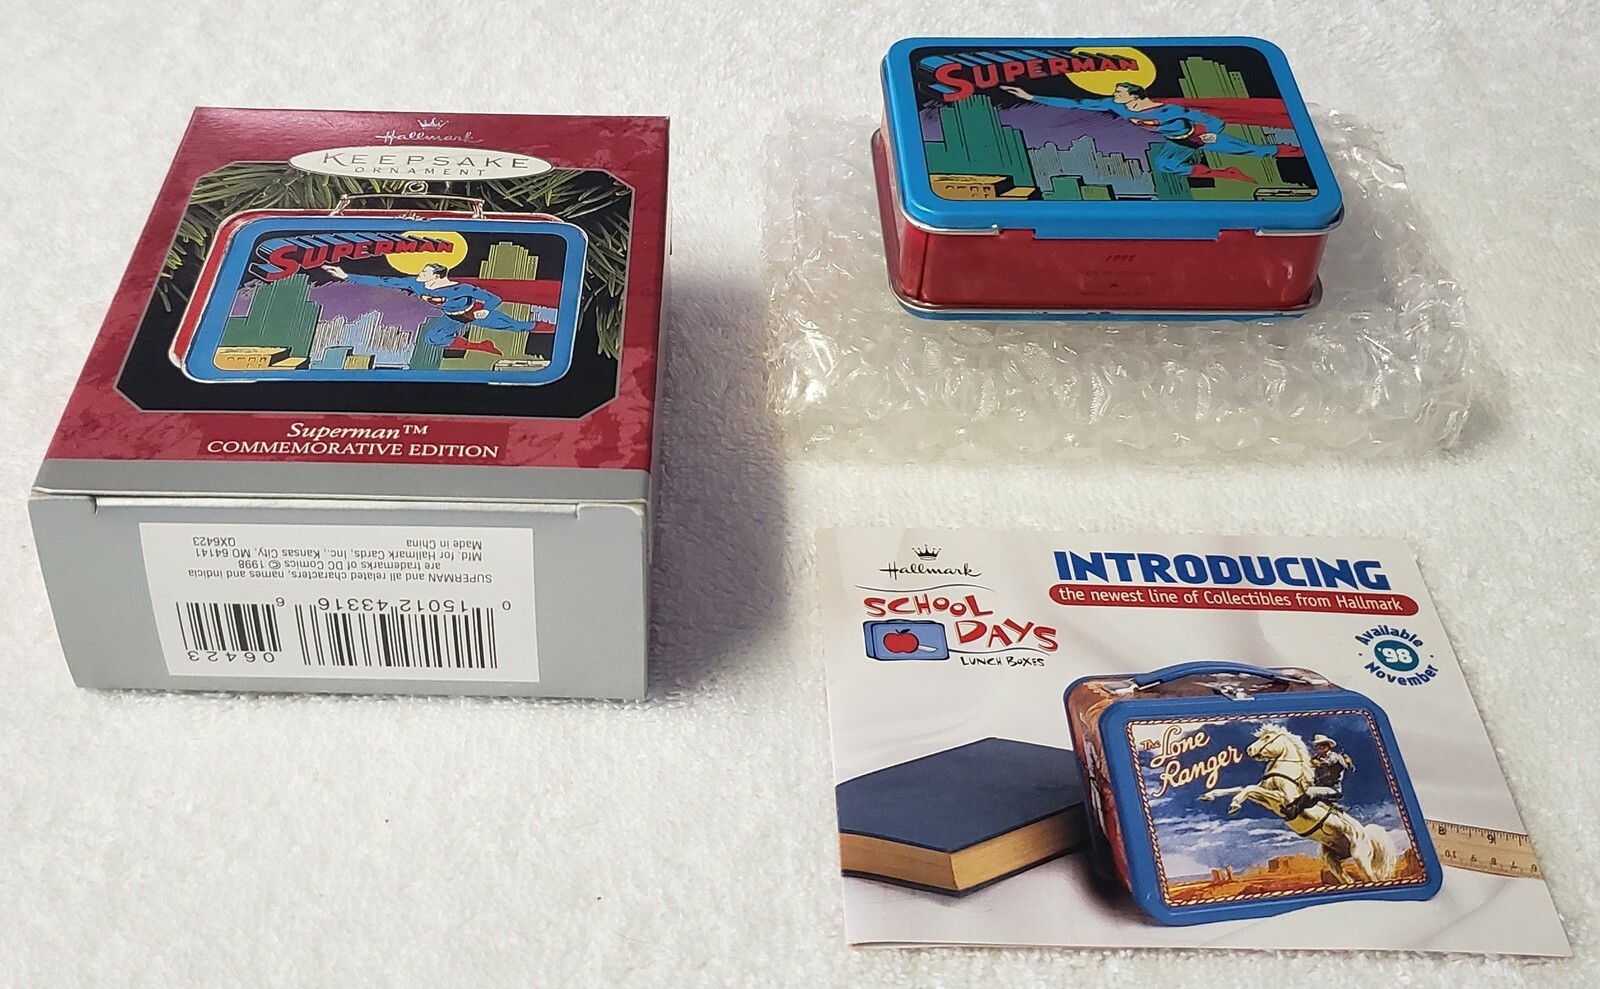 Hallmark
KEEPSAKE
ORNAMENT
SUPERMAN
Superman™
COMMEMORATIVE EDITION
SUPERMAN and all related characters, names and indicia
are trademarks of DC Comics © 1998
Mfd. for Hallmark Cards, Inc., Kansas City, MO 64141
Made in China
QX6423
0 15012 43316 6
06423
SUPERMAN
1998
Hallmark
SCHOOL
DAYS
LUNCH BOXES
INTRODUCING
the newest line of Collectibles from Hallmark
Available
'98
November
The
Lone
Ranger